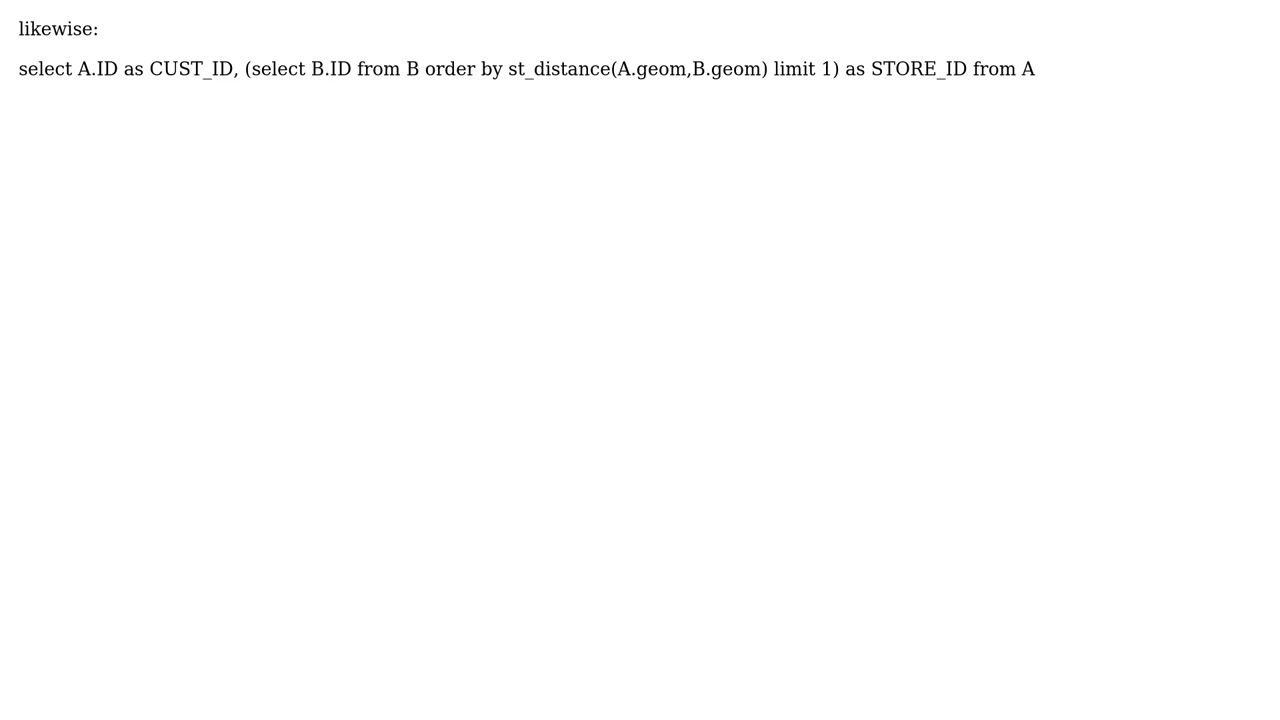 likewise:
select A.ID as CUST_ID, (select B.ID from B order by st_distance(A.geom,B.geom) limit 1) as STORE_ID from A